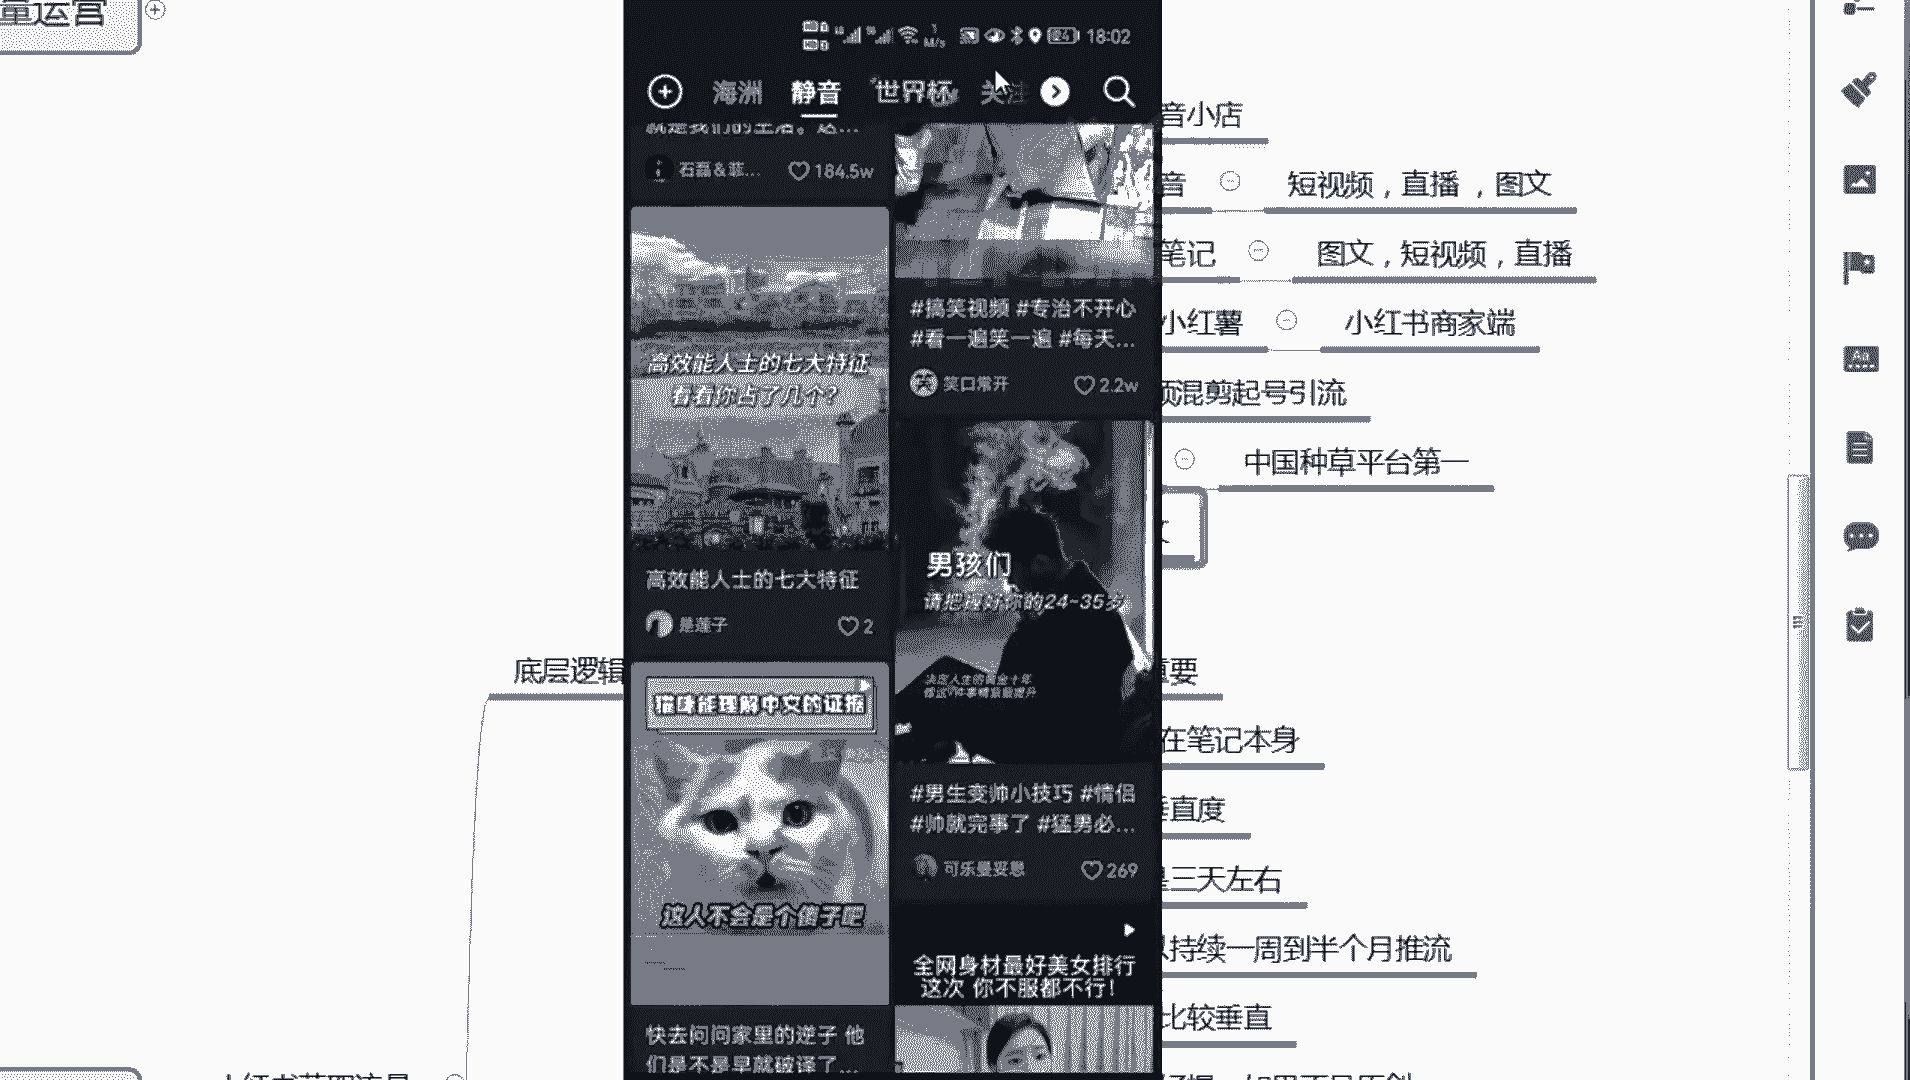 量运营
18:02
海洲 静音 世界杯 关注
就是我们的生活。这...
石磊&菲... 184.5w
高效能人士的七大特征
看看你占了几个?
高效能人士的七大特征
是莲子 2
猫咪能理解中文的证据
这人不会是个傻子吧
快去问问家里的逆子 他
们是不是早就破译了...
#搞笑视频 #专治不开心
#看一遍笑一遍 #每天...
笑口常开 2.2w
男孩们
请把握好你的24~35岁
#男生变帅小技巧 #情侣
#帅就完事了 #猛男必...
269
全网身材最好美女排行
这次 你不服都不行!
音小店
音 短视频，直播 ，图文
笔记 图文，短视频，直播
小红薯 小红书商家端
频混剪起号引流
中国种草平台第一
底层逻辑
重要
在笔记本身
垂直度
是三天左右
持续一周到半个月推流
比较垂直